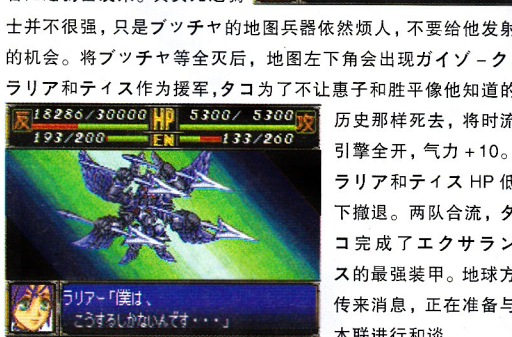 士并不很强，只是ブッチャ的地图兵器依然烦人，不要给他发射
的机会。将ブッチャ等全灭后，地图左下角会出现ガイゾ－ク
ラリア和ティス作为援军，タコ为了不让惠子和胜平像他知道的
历史那样死去，将时流
引擎全开，气力+10。
ラリア和ティス HP 低
下撤退。两队合流，タ
コ完成了エクサラン
ス的最强装甲。地球方
传来消息，正在准备与
木联进行和谈
反 18286/30000 HP 5300/ 5300 攻
193/200 EN 133/260
ラリアー「僕は、
こうするしかないんです・・・」